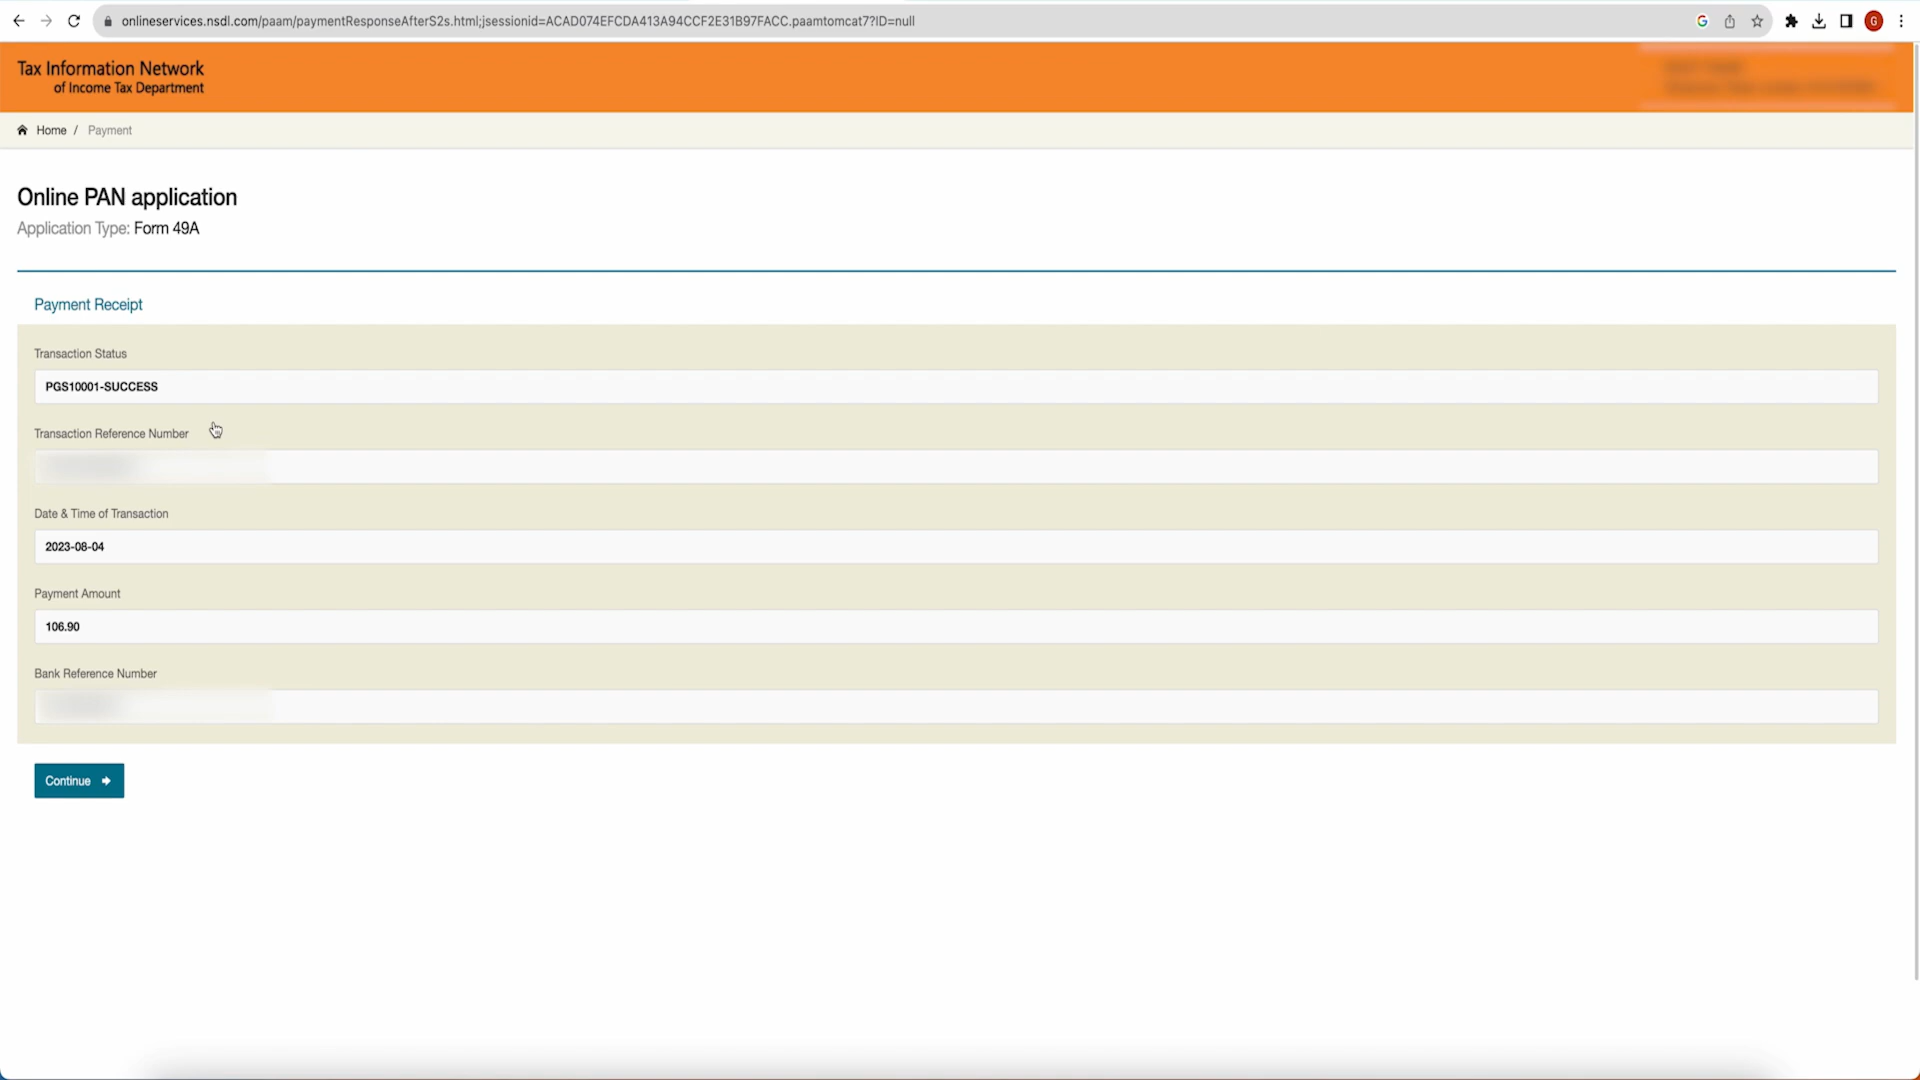 onlineservices.nsdl.com/paam/paymentResponseAfterS2s.html;jsessionid=ACAD074EFCDA413A94CCF2E31B97FACC.paamtomcat7?ID=null
G
G
Tax Information Network
of Income Tax Department
Home / Payment
Online PAN application
Application Type: Form 49A
Payment Receipt
Transaction Status
PGS10001-SUCCESS
Transaction Reference Number
Date & Time of Transaction
2023-08-04
Payment Amount
106.90
Bank Reference Number
Continue